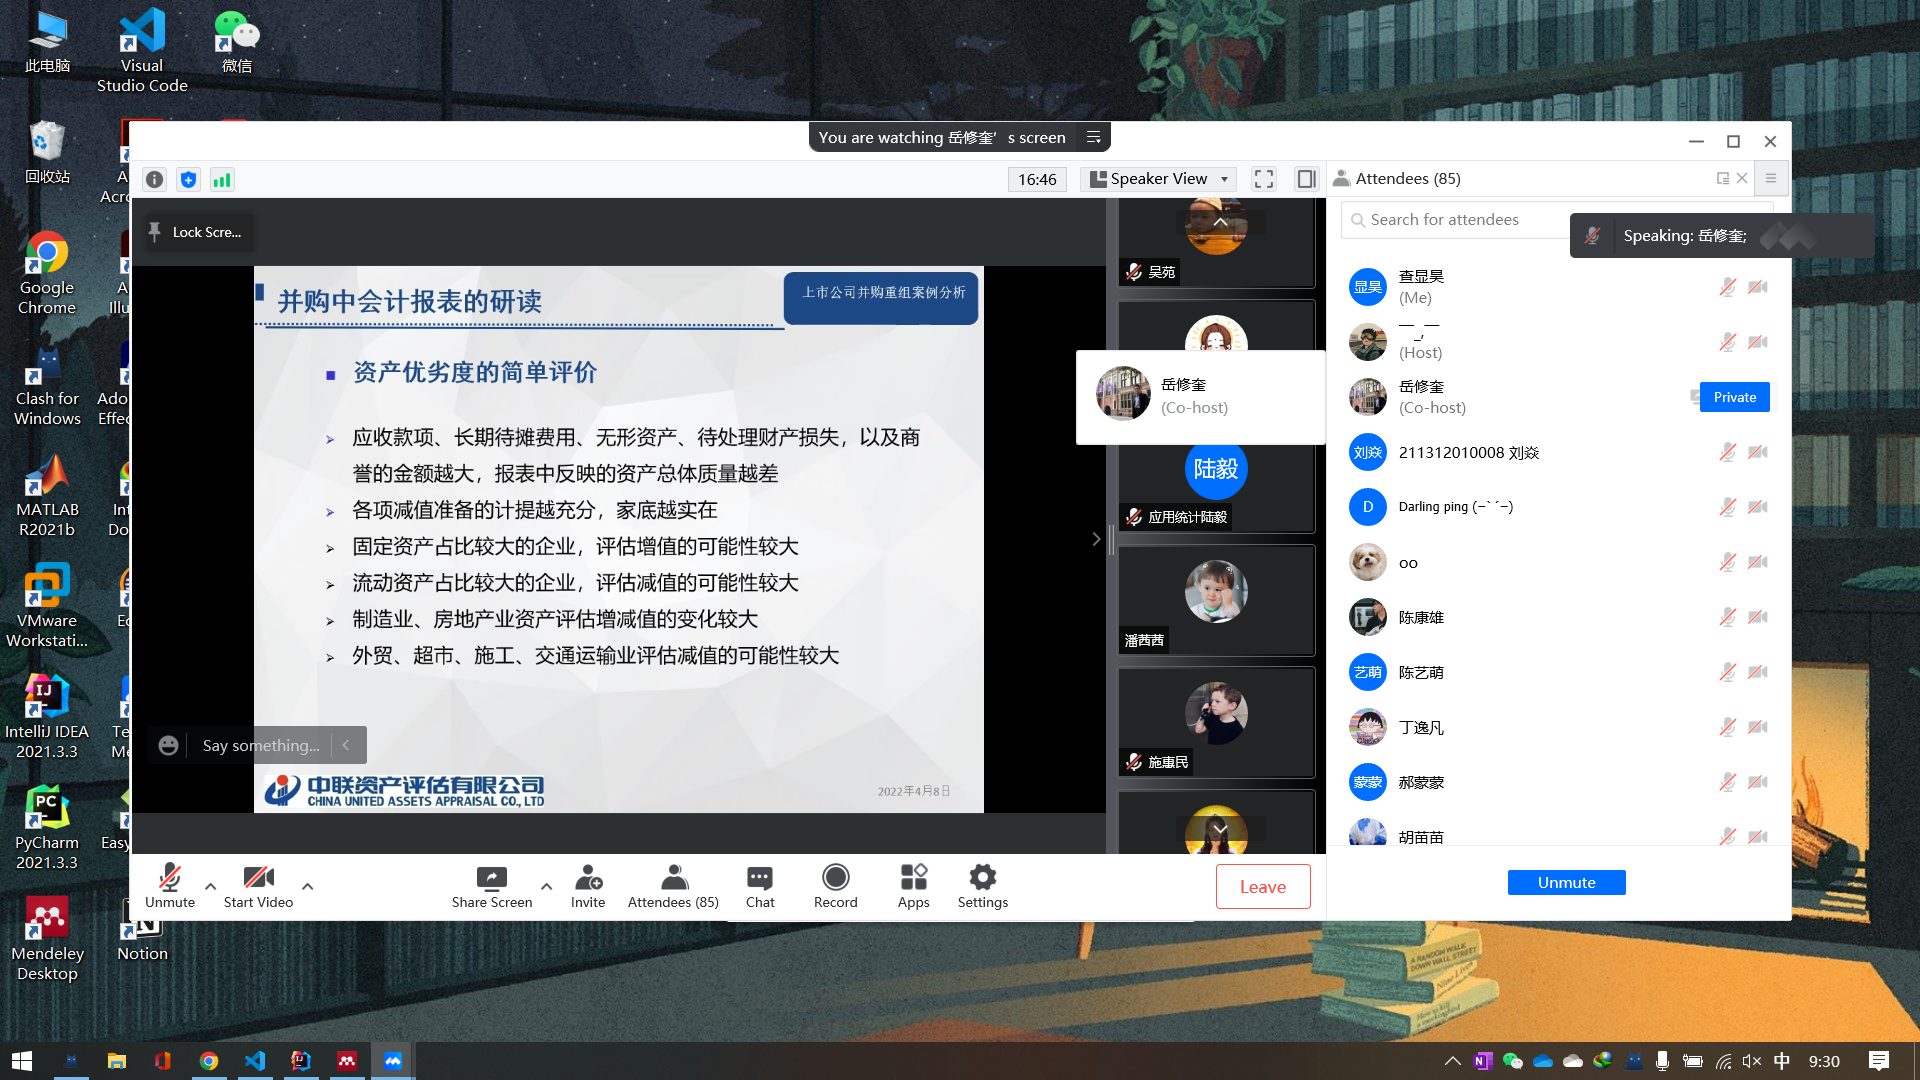 此电脑
Visual
Studio Code
微信
回收站
A
Acro
Google
Chrome
A
Illu
Clash for
Windows
Ado
Effec
MATLAB
R2021b
Int
Do
VMware
Workstati...
Ec
IntelliJ IDEA
2021.3.3
Te
Me
PyCharm
2021.3.3
Easy
Mendeley
Desktop
Notion
You are watching 岳修奎's screen
16:46
Speaker View
Attendees (85)
Lock Scre...
Search for attendees
Speaking: 岳修奎;
并购中会计报表的研读
上市公司并购重组案例分析
资产优劣度的简单评价
应收款项、长期待摊费用、无形资产、待处理财产损失，以及商
誉的金额越大，报表中反映的资产总体质量越差
各项减值准备的计提越充分，家底越实在
固定资产占比较大的企业，评估增值的可能性较大
流动资产占比较大的企业，评估减值的可能性较大
制造业、房地产业资产评估增减值的变化较大
外贸、超市、施工、交通运输业评估减值的可能性较大
Say something...
中联资产评估有限公司
CHINA UNITED ASSETS APPRAISAL CO., LTD
2022年4月8日
吴苑
岳修奎
(Co-host)
陆毅
应用统计陆毅
潘茜茜
施惠民
显昊
查显昊
(Me)
一_,一
(Host)
岳修奎
(Co-host)
Private
刘焱
211312010008 刘焱
D
Darling ping (−`´−)
oo
陈康雄
艺萌
陈艺萌
丁逸凡
蒙蒙
郝蒙蒙
胡苗苗
Unmute
Unmute
Start Video
Share Screen
Invite
Attendees (85)
Chat
Record
Apps
Settings
Leave
A RANDOM WALK
DOWN WALL STREET
中
9:30